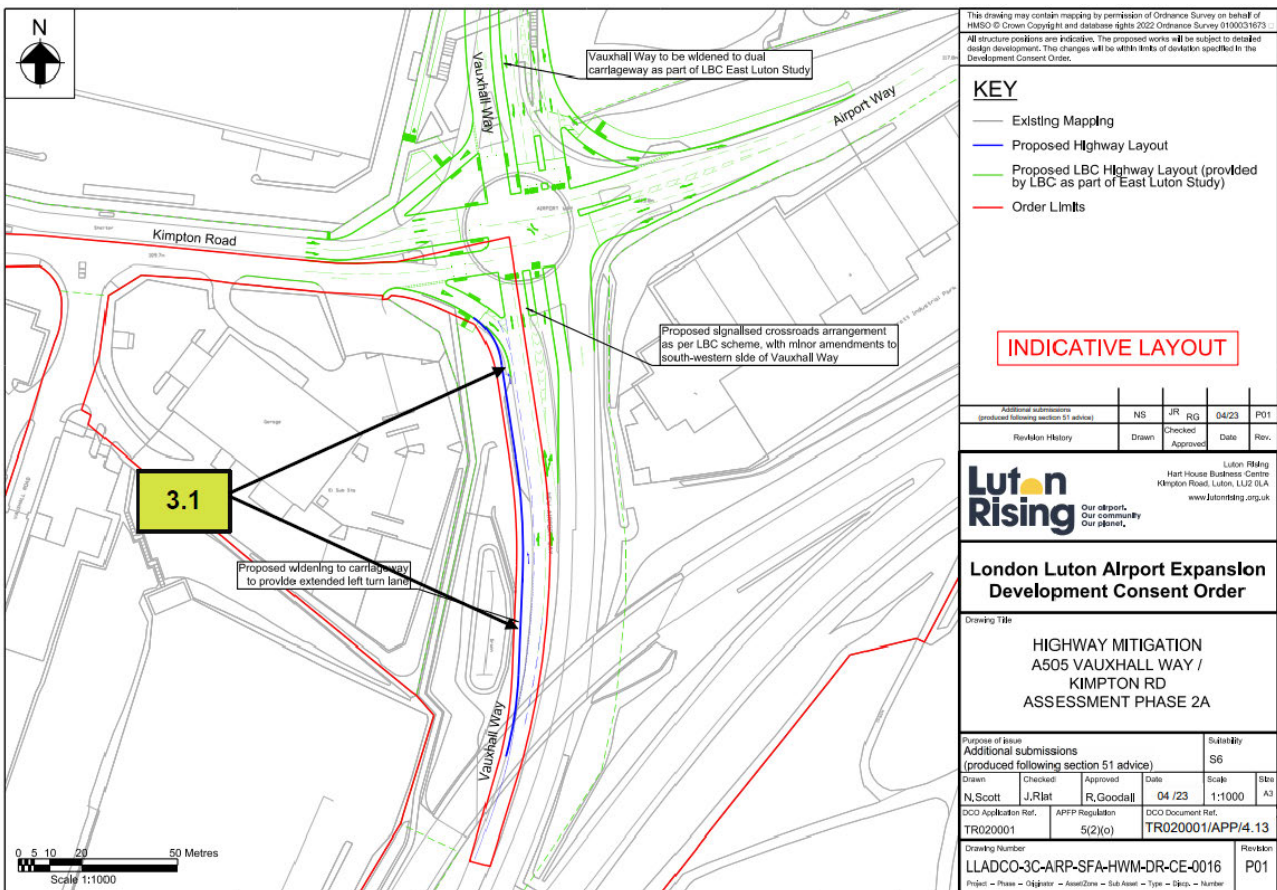 N
Vauxhall Way
Vauxhall Way to be widened to dual
carriageway as part of LBC East Luton Study
Airport Way
AIRPORT WAY
Kimpton Road
Shelter
Proposed signalised crossroads arrangement
as per LBC scheme, with minor amendments to
south-western side of Vauxhall Way
Garage
El Sub Sta
VAUXHALL ROAD
3.1
Proposed widening to carriageway
to provide extended left turn lane
Vauxhall Way
0 5 10 20 50 Metres
Scale 1:1000
This drawing may contain mapping by permission of Ordnance Survey on behalf of
HMSO © Crown Copyright and database rights 2022 Ordnance Survey 0100031673
All structure positions are indicative. The proposed works will be subject to detailed
design development. The changes will be within limits of deviation specified in the
Development Consent Order.
KEY
Existing Mapping
Proposed Highway Layout
Proposed LBC Highway Layout (provided
by LBC as part of East Luton Study)
Order Limits
INDICATIVE LAYOUT
Additional submissions
(produced following section 51 advice)
NS JR RG 04/23 P01
Revision History Drawn Checked Approved Date Rev.
Luton
Rising
Our airport.
Our community
Our planet.
Luton Rising
Hart House Business Centre
Kimpton Road, Luton, LU2 0LA
www.lutonrising.org.uk
London Luton Airport Expansion
Development Consent Order
Drawing Title
HIGHWAY MITIGATION
A505 VAUXHALL WAY /
KIMPTON RD
ASSESSMENT PHASE 2A
Purpose of issue
Additional submissions
(produced following section 51 advice)
Suitability
S6
Drawn Checked Approved Date Scale Size
N.Scott J.Riat R.Goodall 04 /23 1:1000 A3
DCO Application Ref. APFP Regulation DCO Document Ref.
TR020001 5(2)(o) TR020001/APP/4.13
Drawing Number Revision
LLADCO-3C-ARP-SFA-HWM-DR-CE-0016 P01
Project – Phase – Originator – Asset/Zone – Sub Asset – Type – Discp. – Number